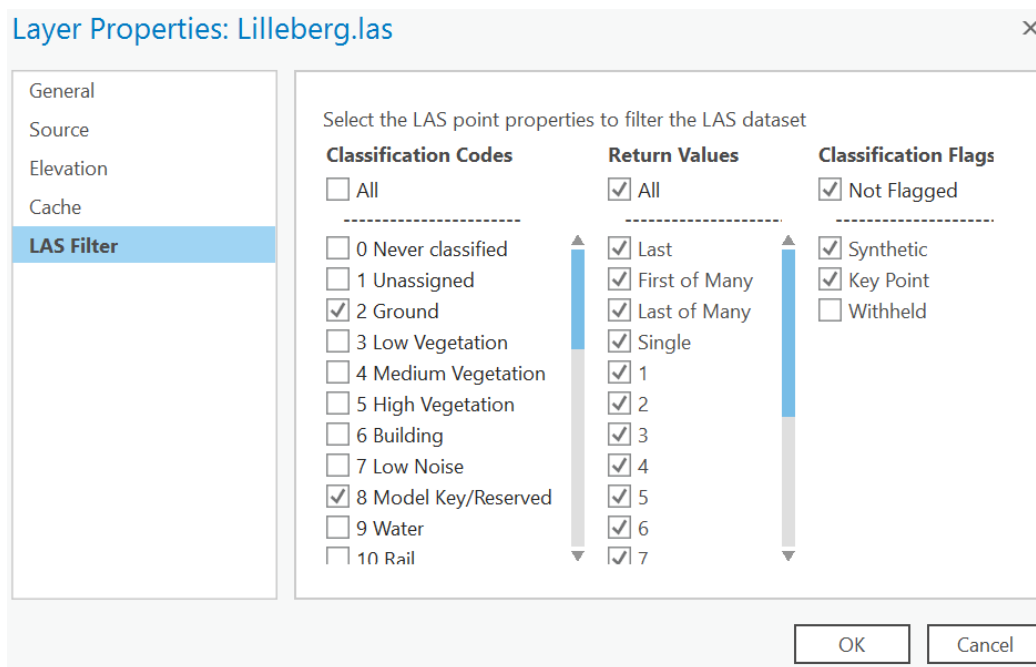 Layer Properties: Lilleberg.las
General
Source
Elevation
Cache
LAS Filter
Select the LAS point properties to filter the LAS dataset
Classification Codes
All
0 Never classified
1 Unassigned
2 Ground
3 Low Vegetation
4 Medium Vegetation
5 High Vegetation
6 Building
7 Low Noise
8 Model Key/Reserved
9 Water
10 Rail
Return Values
All
Last
First of Many
Last of Many
Single
1
2
3
4
5
6
7
Classification Flags
Not Flagged
Synthetic
Key Point
Withheld
OK
Cancel